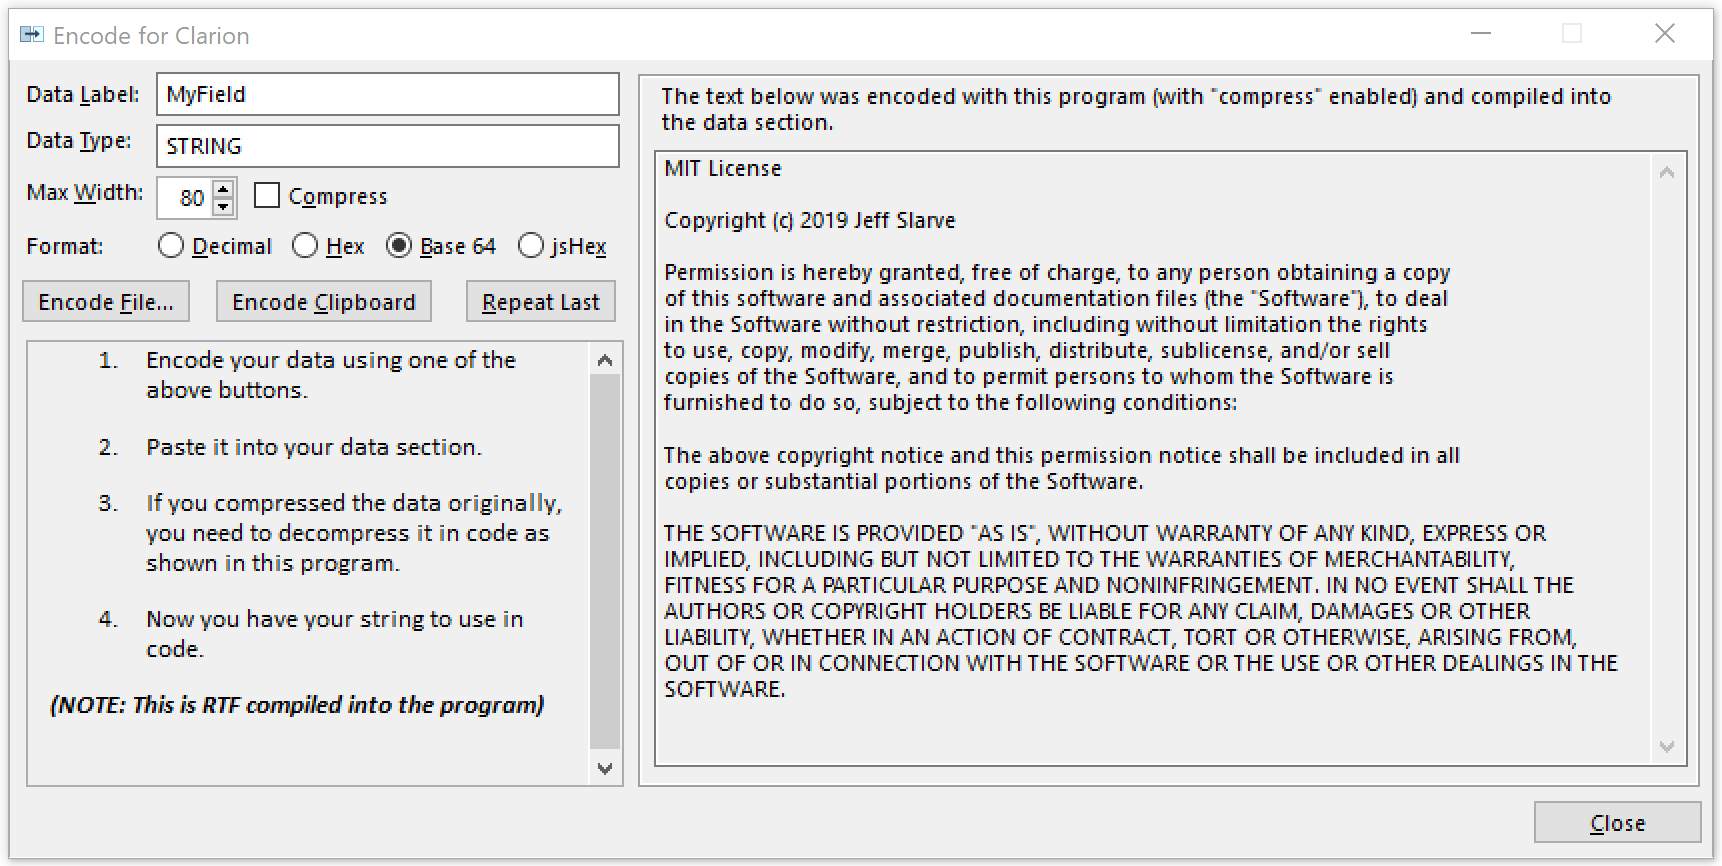 Encode for Clarion
Data Label: MyField
Data Type: STRING
Max Width: 80 Compress
Format: Decimal Hex Base 64 jsHex
Encode File... Encode Clipboard Repeat Last
1. Encode your data using one of the
above buttons.
2. Paste it into your data section.
3. If you compressed the data originally,
you need to decompress it in code as
shown in this program.
4. Now you have your string to use in
code.
(NOTE: This is RTF compiled into the program)
The text below was encoded with this program (with "compress" enabled) and compiled into
the data section.
MIT License
Copyright (c) 2019 Jeff Slarve
Permission is hereby granted, free of charge, to any person obtaining a copy
of this software and associated documentation files (the "Software"), to deal
in the Software without restriction, including without limitation the rights
to use, copy, modify, merge, publish, distribute, sublicense, and/or sell
copies of the Software, and to permit persons to whom the Software is
furnished to do so, subject to the following conditions:
The above copyright notice and this permission notice shall be included in all
copies or substantial portions of the Software.
THE SOFTWARE IS PROVIDED "AS IS", WITHOUT WARRANTY OF ANY KIND, EXPRESS OR
IMPLIED, INCLUDING BUT NOT LIMITED TO THE WARRANTIES OF MERCHANTABILITY,
FITNESS FOR A PARTICULAR PURPOSE AND NONINFRINGEMENT. IN NO EVENT SHALL THE
AUTHORS OR COPYRIGHT HOLDERS BE LIABLE FOR ANY CLAIM, DAMAGES OR OTHER
LIABILITY, WHETHER IN AN ACTION OF CONTRACT, TORT OR OTHERWISE, ARISING FROM,
OUT OF OR IN CONNECTION WITH THE SOFTWARE OR THE USE OR OTHER DEALINGS IN THE
SOFTWARE.
Close